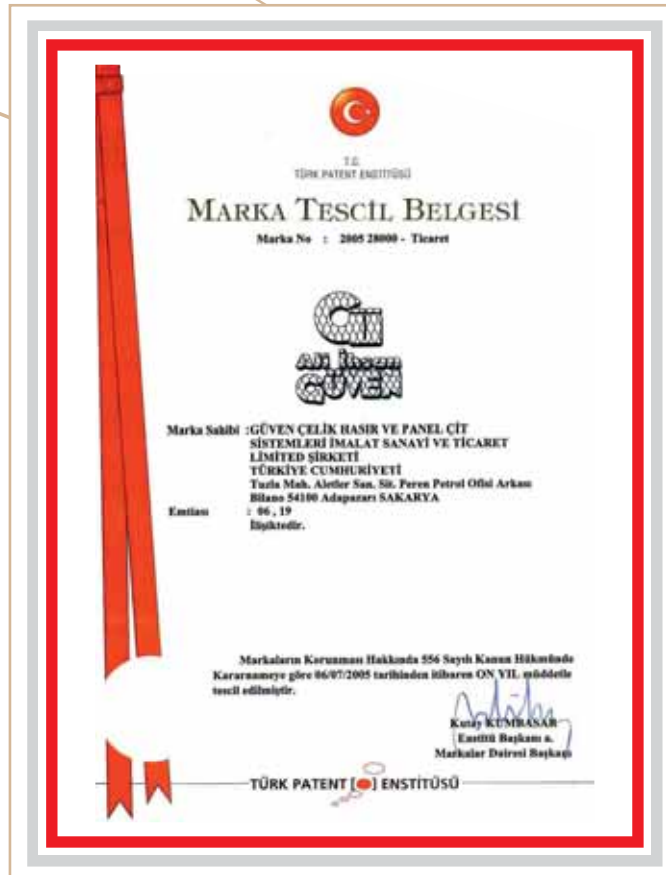 T.C.
TÜRK PATENT ENSTİTÜSÜ
MARKA TESCİL BELGESİ
Marka No : 2005 28000 - Ticaret
Ali İhsan
GÜVEN
Marka Sahibi :GÜVEN ÇELİK HASIR VE PANEL ÇİT
SİSTEMLERİ İMALAT SANAYİ VE TİCARET
LİMİTED ŞİRKETİ
TÜRKİYE CUMHURİYETİ
Tuzla Mah. Aletler San. Sit. Peren Petrol Ofisi Arkası
Bilano 54100 Adapazarı SAKARYA
Emtiası : 06 , 19
İlişiktedir.
Markaların Korunması Hakkında 556 Sayılı Kanun Hükmünde
Kararnameye göre 06/07/2005 tarihinden itibaren ON YIL müddetle
tescil edilmiştir.
Kutay KUMBASAR
Enstitü Başkanı a.
Markalar Dairesi Başkanı
TÜRK PATENT ENSTİTÜSÜ